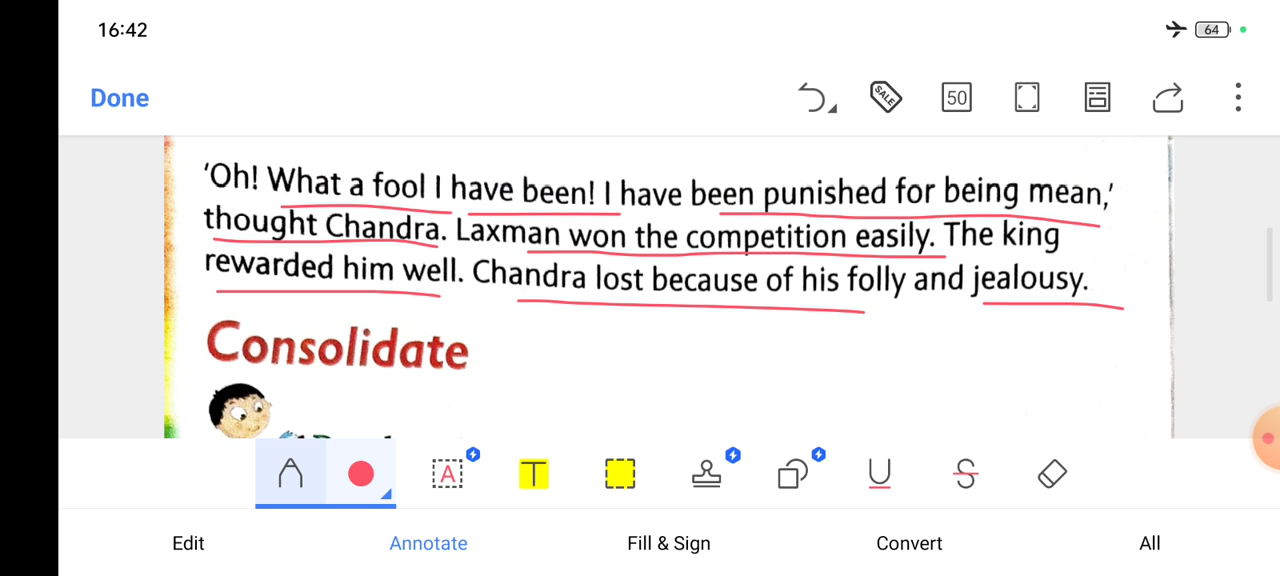 16:42
64
Done
SALE
50
'Oh! What a fool I have been! I have been punished for being mean,'
thought Chandra. Laxman won the competition easily. The king
rewarded him well. Chandra lost because of his folly and jealousy.
Consolidate
A
T
U
S
Edit
Annotate
Fill & Sign
Convert
All